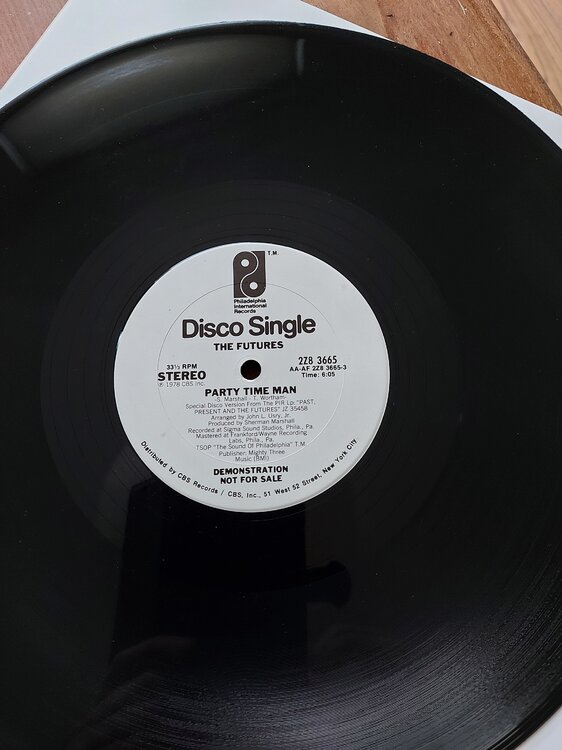 T.M.
Philadelphia
International
Records
Disco Single
THE FUTURES
33⅓ RPM
STEREO
℗ 1978 CBS Inc.
2Z8 3665
AA-AF 2Z8 3665-3
Time: 6:05
PARTY TIME MAN
-S. Marshall - T. Wortham-
Special Disco Version From The PIR Lp: "PAST,
PRESENT AND THE FUTURES" JZ 35458
Arranged by John L. Usry, Jr.
Produced by Sherman Marshall
Recorded at Sigma Sound Studios, Phila., Pa.
Mastered at Frankford/Wayne Recording
Labs, Phila., Pa.
TSOP "The Sound Of Philadelphia" T.M.
Publisher: Mighty Three
Music (BMI)
DEMONSTRATION
NOT FOR SALE
Distributed by CBS Records / CBS, Inc., 51 West 52 Street, New York City